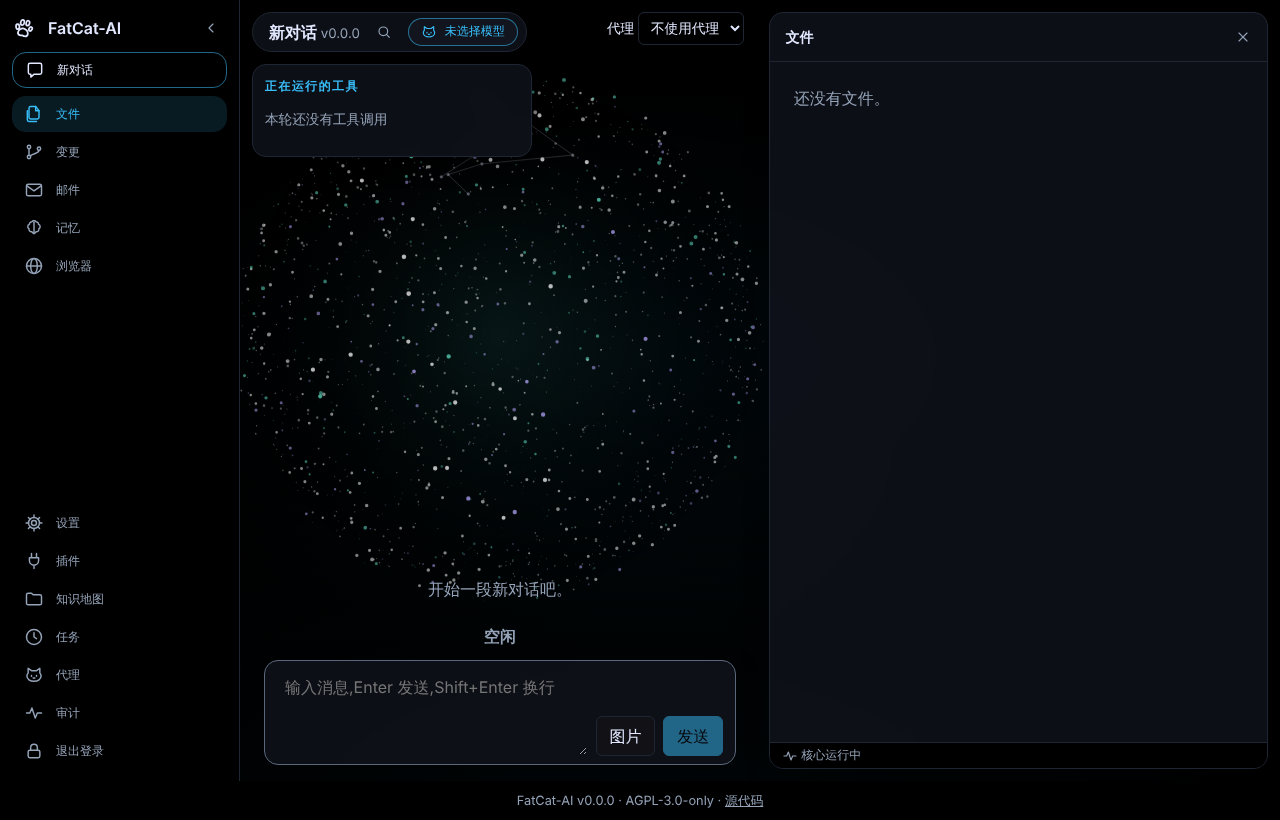 FatCat-AI
新对话
文件
变更
邮件
记忆
浏览器
设置
插件
知识地图
任务
代理
审计
退出登录
新对话 v0.0.0
未选择模型
代理 不使用代理
正在运行的工具
本轮还没有工具调用
开始一段新对话吧。
空闲
输入消息,Enter 发送,Shift+Enter 换行
图片
发送
文件
还没有文件。
核心运行中
FatCat-AI v0.0.0 · AGPL-3.0-only · 源代码